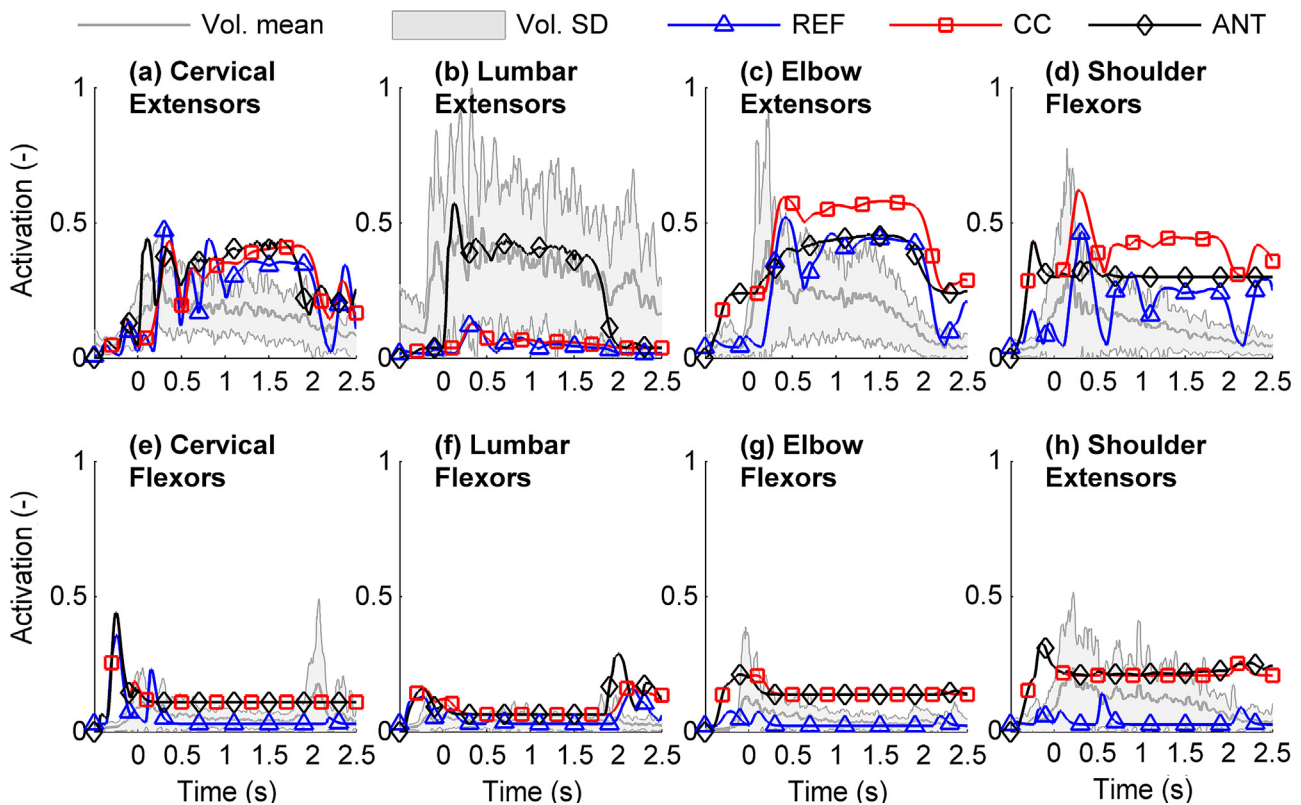 Vol. mean Vol. SD REF CC ANT
(a) Cervical Extensors
(b) Lumbar Extensors
(c) Elbow Extensors
(d) Shoulder Flexors
Activation (-)
1 1 1 1
0.5 0.5 0.5 0.5
0 0 0 0
0 0.5 1 1.5 2 2.5 0 0.5 1 1.5 2 2.5 0 0.5 1 1.5 2 2.5 0 0.5 1 1.5 2 2.5
(e) Cervical Flexors
(f) Lumbar Flexors
(g) Elbow Flexors
(h) Shoulder Extensors
Activation (-)
1 1 1 1
0.5 0.5 0.5 0.5
0 0 0 0
0 0.5 1 1.5 2 2.5 0 0.5 1 1.5 2 2.5 0 0.5 1 1.5 2 2.5 0 0.5 1 1.5 2 2.5
Time (s) Time (s) Time (s) Time (s)